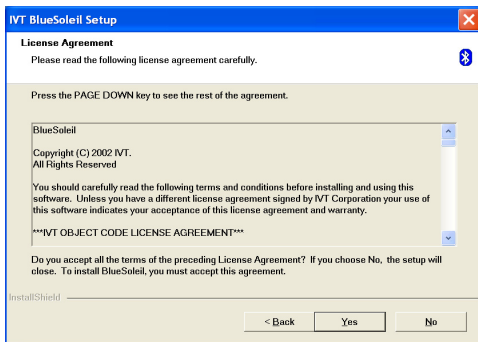 IVT BlueSoleil Setup
License Agreement
Please read the following license agreement carefully.
Press the PAGE DOWN key to see the rest of the agreement.
BlueSoleil
Copyright (C) 2002 IVT.
All Rights Reserved
You should carefully read the following terms and conditions before installing and using this
software. Unless you have a different license agreement signed by IVT Corporation your use of
this software indicates your acceptance of this license agreement and warranty.
***IVT OBJECT CODE LICENSE AGREEMENT***
Do you accept all the terms of the preceding License Agreement? If you choose No, the setup will
close. To install BlueSoleil, you must accept this agreement.
InstallShield
< Back Yes No